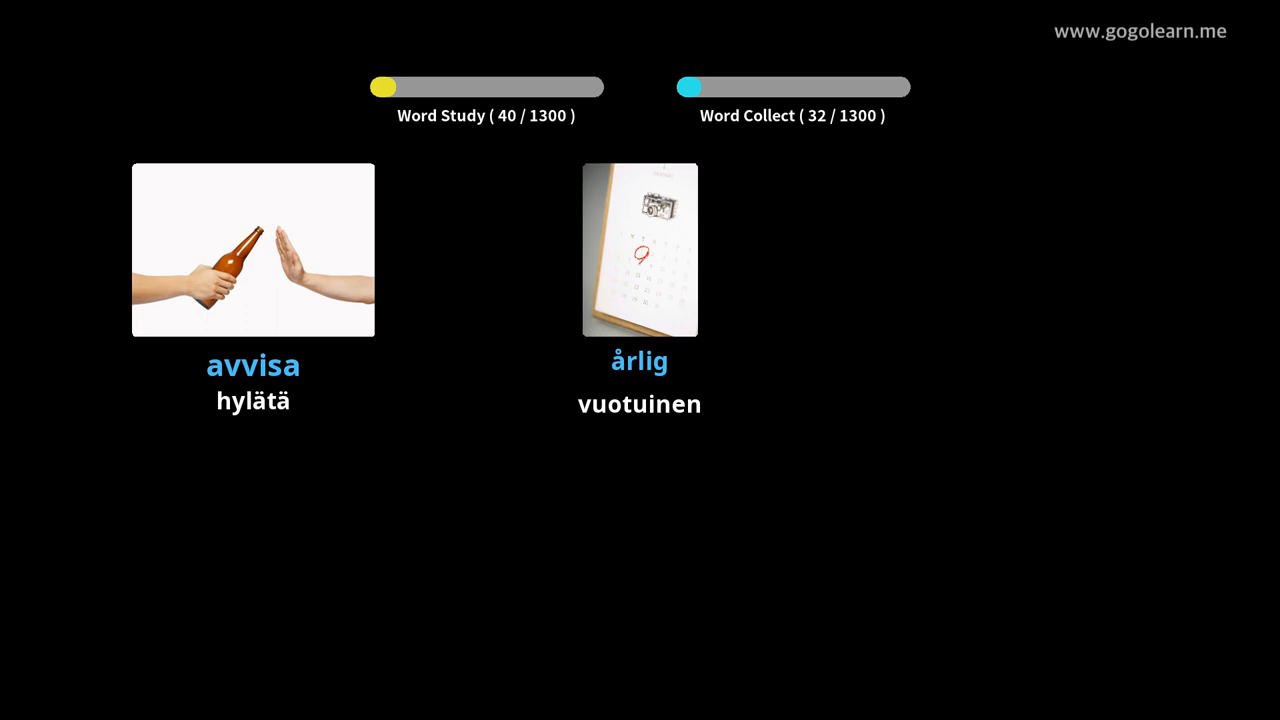 www.gogolearn.me
Word Study ( 40 / 1300 )
Word Collect ( 32 / 1300 )
avvisa
hylätä
årlig
vuotuinen